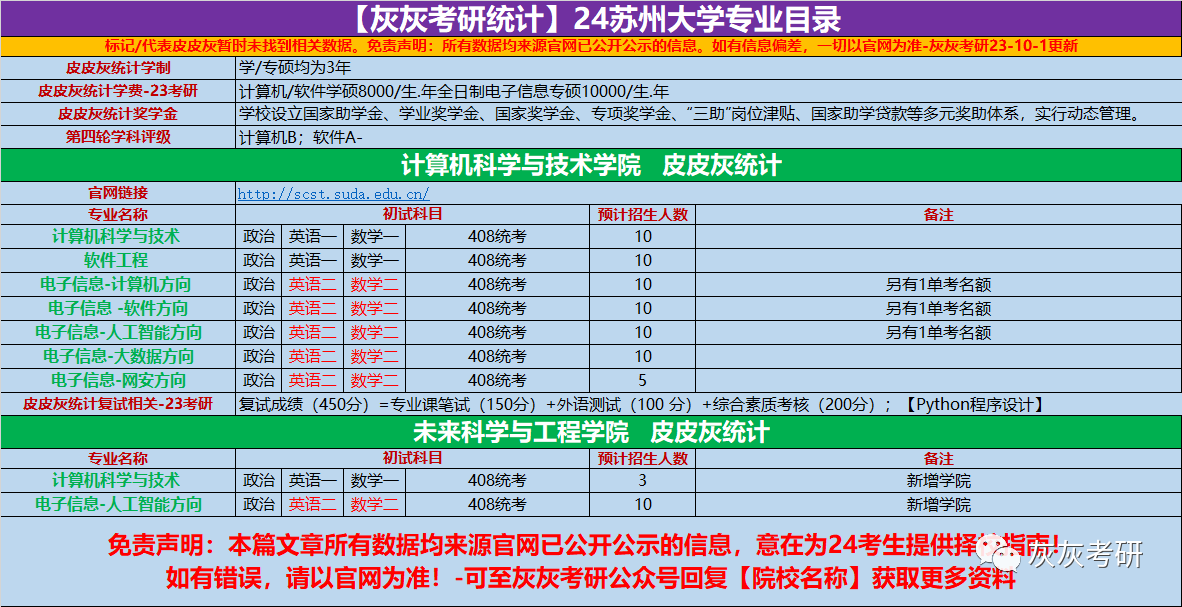 【灰灰考研统计】24苏州大学专业目录
标记/代表皮皮灰暂时未找到相关数据。免责声明：所有数据均来源官网已公开公示的信息。如有信息偏差，一切以官网为准-灰灰考研23-10-1更新
皮皮灰统计学制 学/专硕均为3年
皮皮灰统计学费-23考研 计算机/软件学硕8000/生.年全日制电子信息专硕10000/生.年
皮皮灰统计奖学金 学校设立国家助学金、学业奖学金、国家奖学金、专项奖学金、“三助”岗位津贴、国家助学贷款等多元奖助体系，实行动态管理。
第四轮学科评级 计算机B；软件A-
计算机科学与技术学院 皮皮灰统计
官网链接 http://scst.suda.edu.cn/
专业名称 初试科目 预计招生人数 备注
计算机科学与技术 政治 英语一 数学一 408统考 10
软件工程 政治 英语一 数学一 408统考 10
电子信息-计算机方向 政治 英语二 数学二 408统考 10 另有1单考名额
电子信息 -软件方向 政治 英语二 数学二 408统考 10 另有1单考名额
电子信息-人工智能方向 政治 英语二 数学二 408统考 10 另有1单考名额
电子信息-大数据方向 政治 英语二 数学二 408统考 10
电子信息-网安方向 政治 英语二 数学二 408统考 5
皮皮灰统计复试相关-23考研 复试成绩（450分）=专业课笔试（150分）+外语测试（100 分）+综合素质考核（200分）；【Python程序设计】
未来科学与工程学院 皮皮灰统计
专业名称 初试科目 预计招生人数 备注
计算机科学与技术 政治 英语一 数学一 408统考 3 新增学院
电子信息-人工智能方向 政治 英语二 数学二 408统考 10 新增学院
免责声明：本篇文章所有数据均来源官网已公开公示的信息，意在为24考生提供择校指南！
如有错误，请以官网为准！-可至灰灰考研公众号回复【院校名称】获取更多资料
灰灰考研